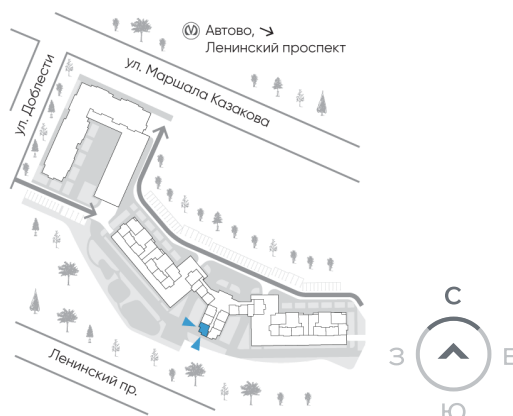 Автово, ↘
Ленинский проспект
ул. Маршала Казакова
ул. Доблести
Ленинский пр.
С
З
В
Ю